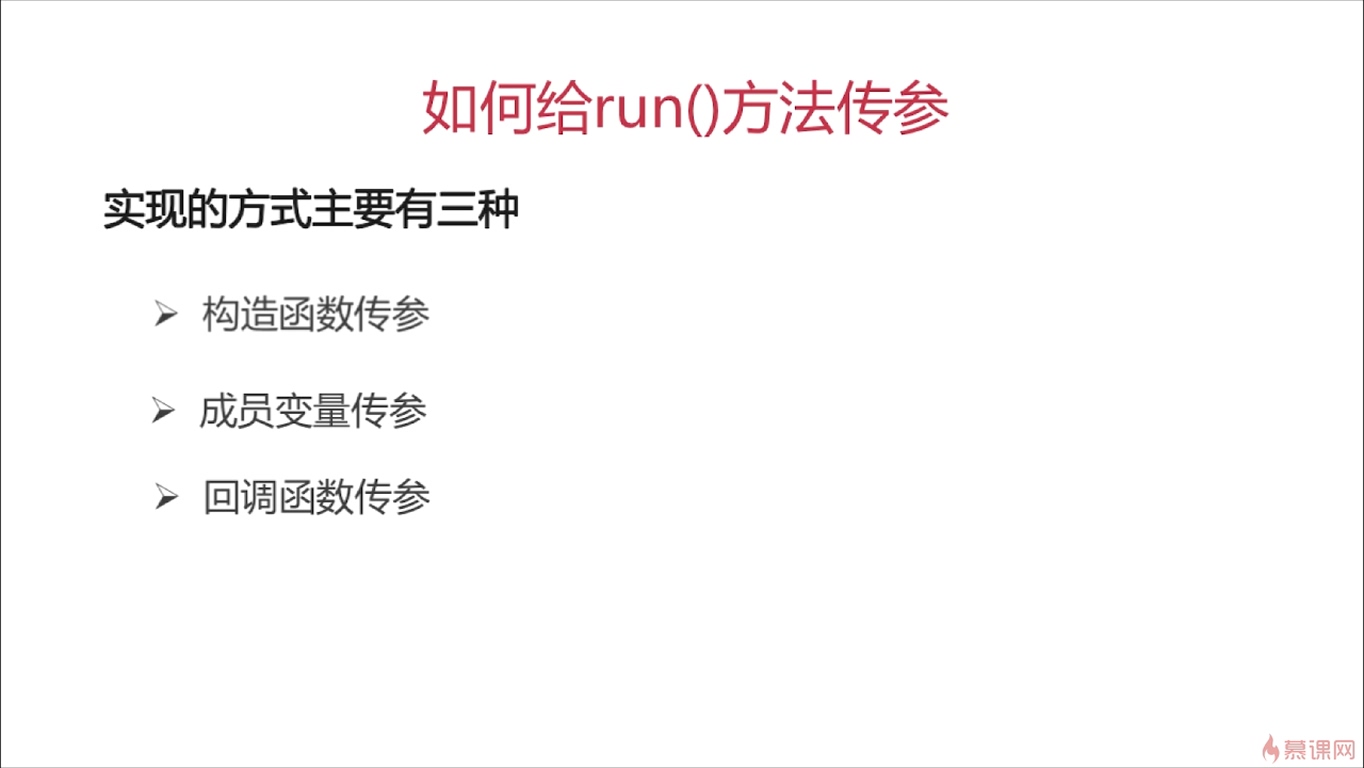 如何给run()方法传参
实现的方式主要有三种
➢ 构造函数传参
➢ 成员变量传参
➢ 回调函数传参
慕课网